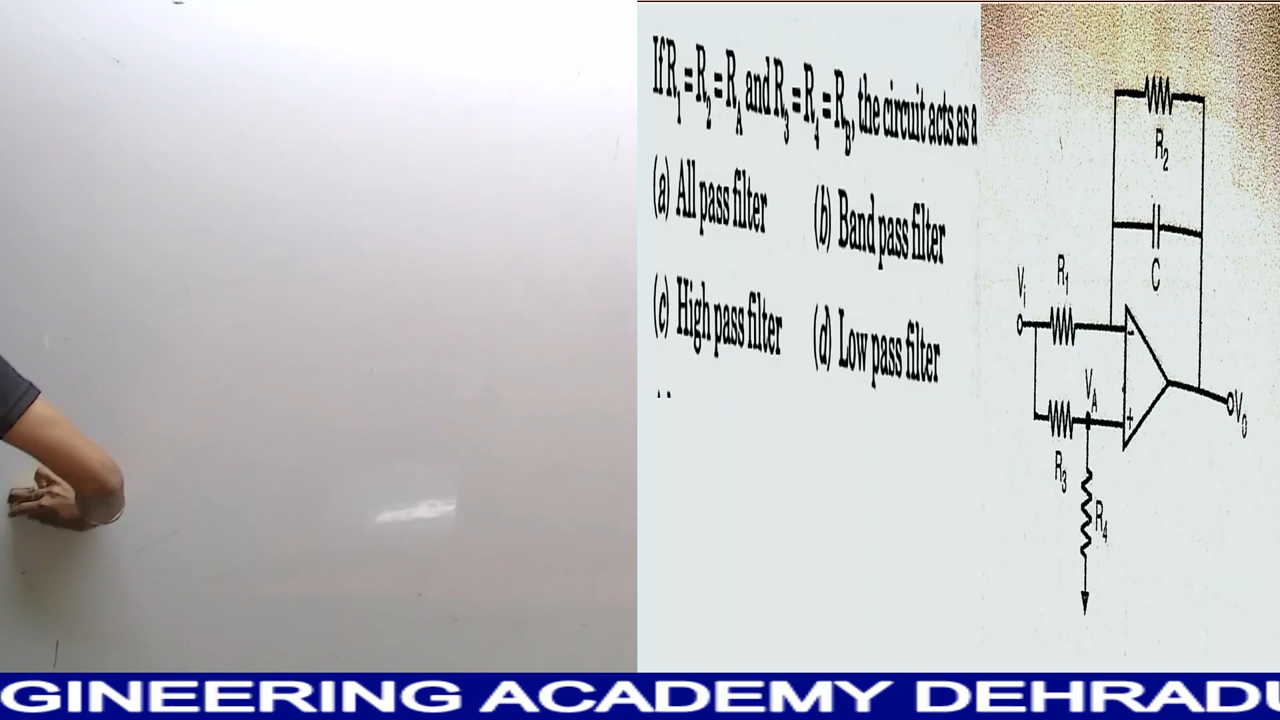 If R1 = R2 = RA and R3 = R4 = RB, the circuit acts as a
(a) All pass filter (b) Band pass filter
(c) High pass filter (d) Low pass filter
R2
C
R1
Vi
VA
-
+
V0
R3
R4
GINEERING ACADEMY DEHRADU